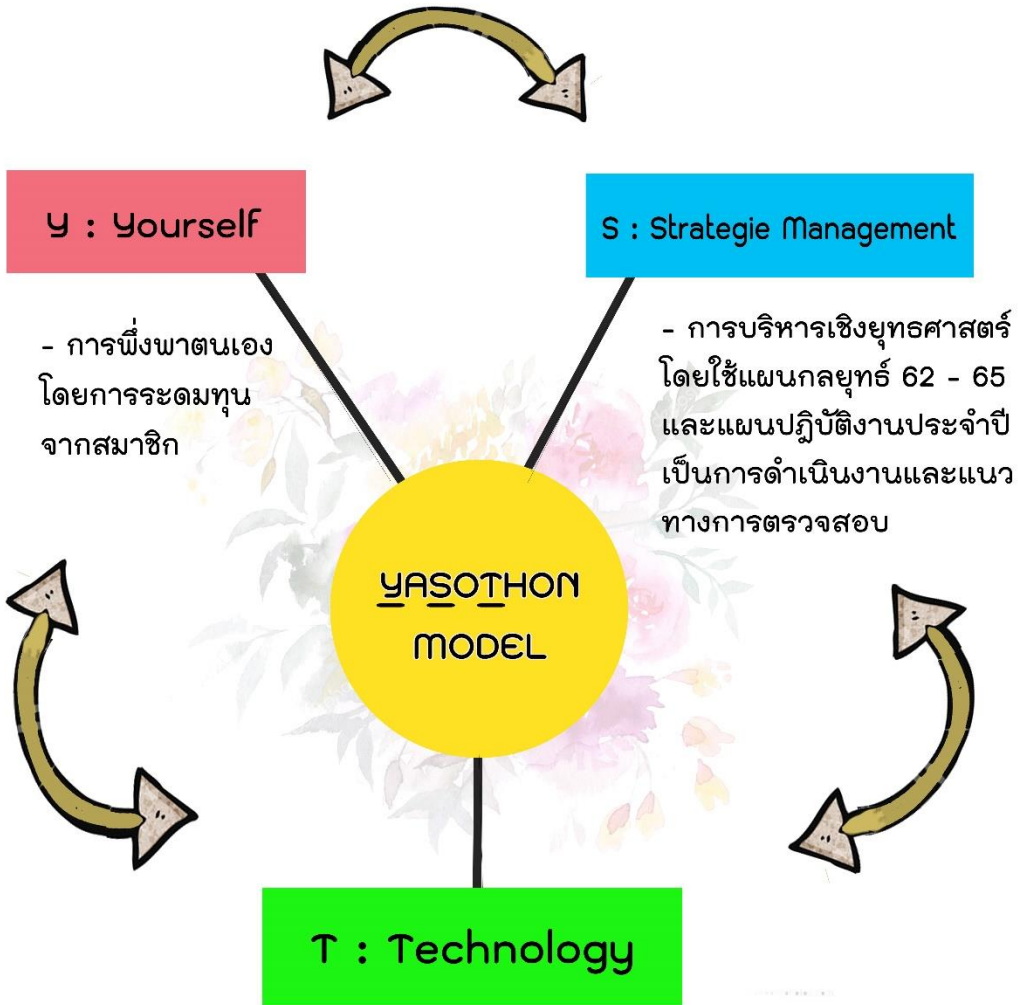 Y : Yourself
S : Strategie Management
- การพึ่งพาตนเอง
โดยการระดมทุน
จากสมาชิก
- การบริหารเชิงยุทธศาสตร์
โดยใช้แผนกลยุทธ์ 62 - 65
และแผนปฏิบัติงานประจำปี
เป็นการดำเนินงานและแนว
ทางการตรวจสอบ
YASOTHON
MODEL
T : Technology